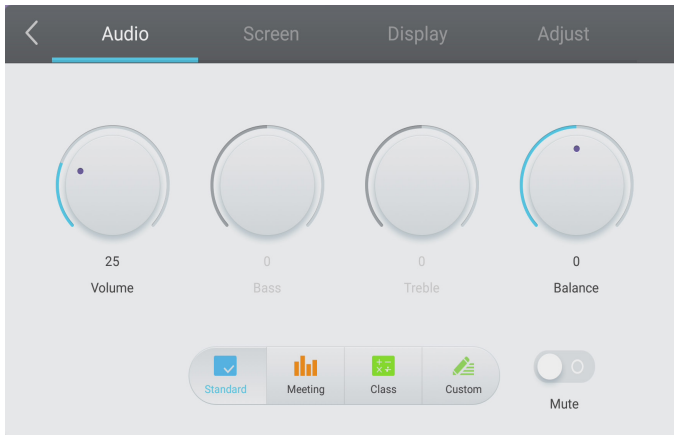 Audio Screen Display Adjust
25 0 0 0
Volume Bass Treble Balance
Standard Meeting Class Custom
Mute